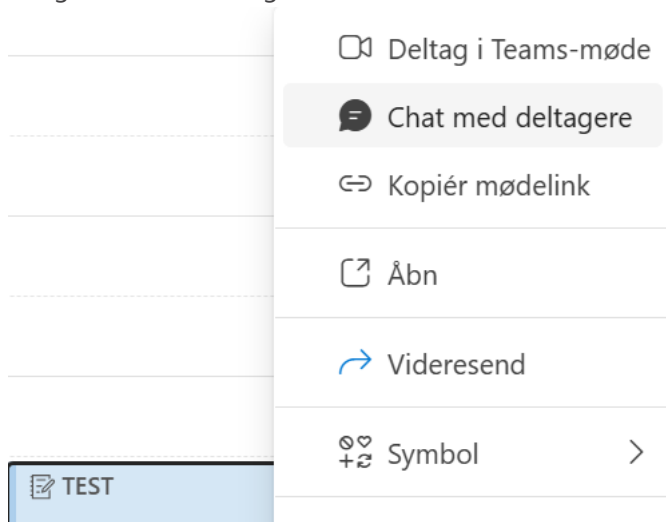 Deltag i Teams-møde
Chat med deltagere
Kopiér mødelink
Åbn
Videresend
Symbol
TEST